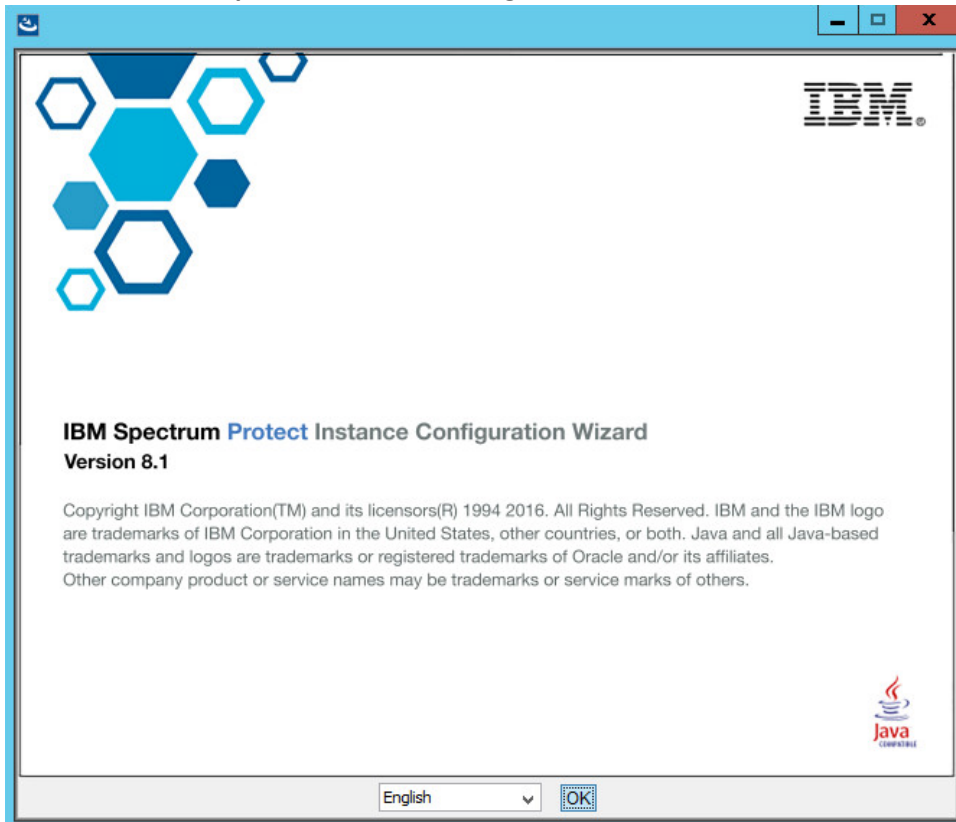 IBM®
IBM Spectrum Protect Instance Configuration Wizard
Version 8.1
Copyright IBM Corporation(TM) and its licensors(R) 1994 2016. All Rights Reserved. IBM and the IBM logo
are trademarks of IBM Corporation in the United States, other countries, or both. Java and all Java-based
trademarks and logos are trademarks or registered trademarks of Oracle and/or its affiliates.
Other company product or service names may be trademarks or service marks of others.
Java
COMPATIBLE
English
OK